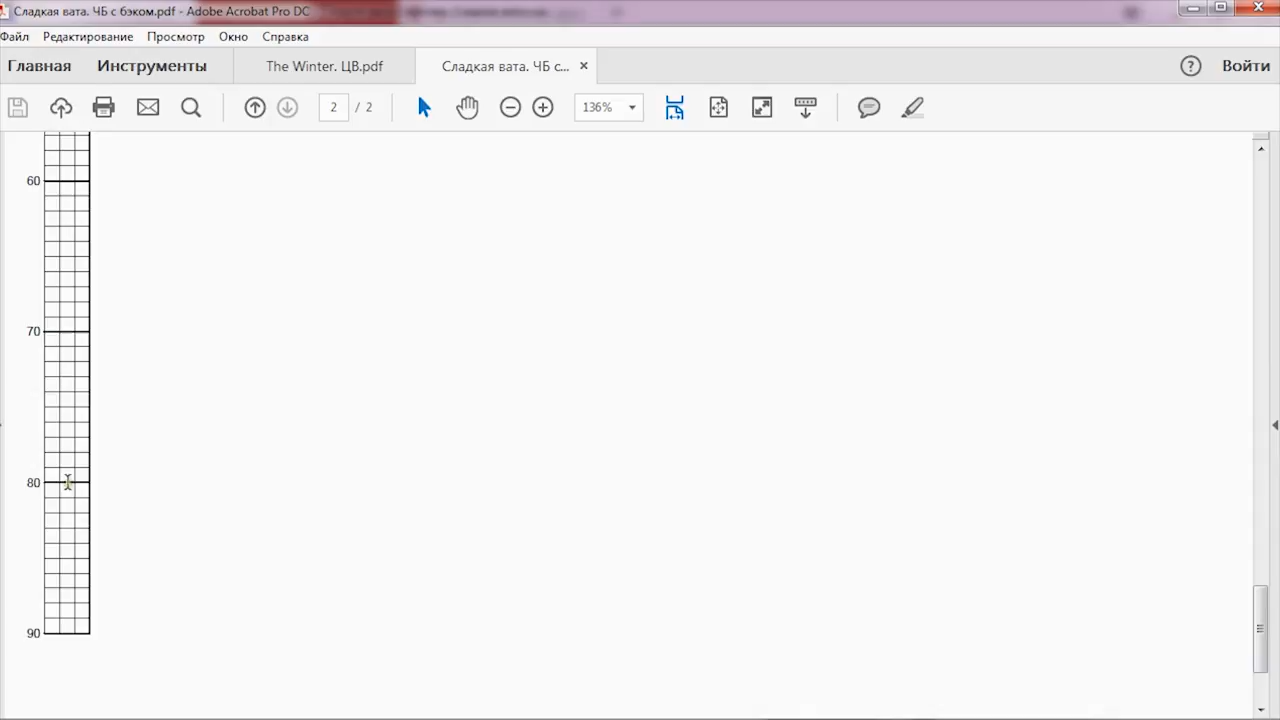 Сладкая вата. ЧБ с бэком.pdf - Adobe Acrobat Pro DC
Файл Редактирование Просмотр Окно Справка
Главная Инструменты The Winter. ЦВ.pdf Сладкая вата. ЧБ с... × ? Войти
2 / 2 136%
60
70
80
90